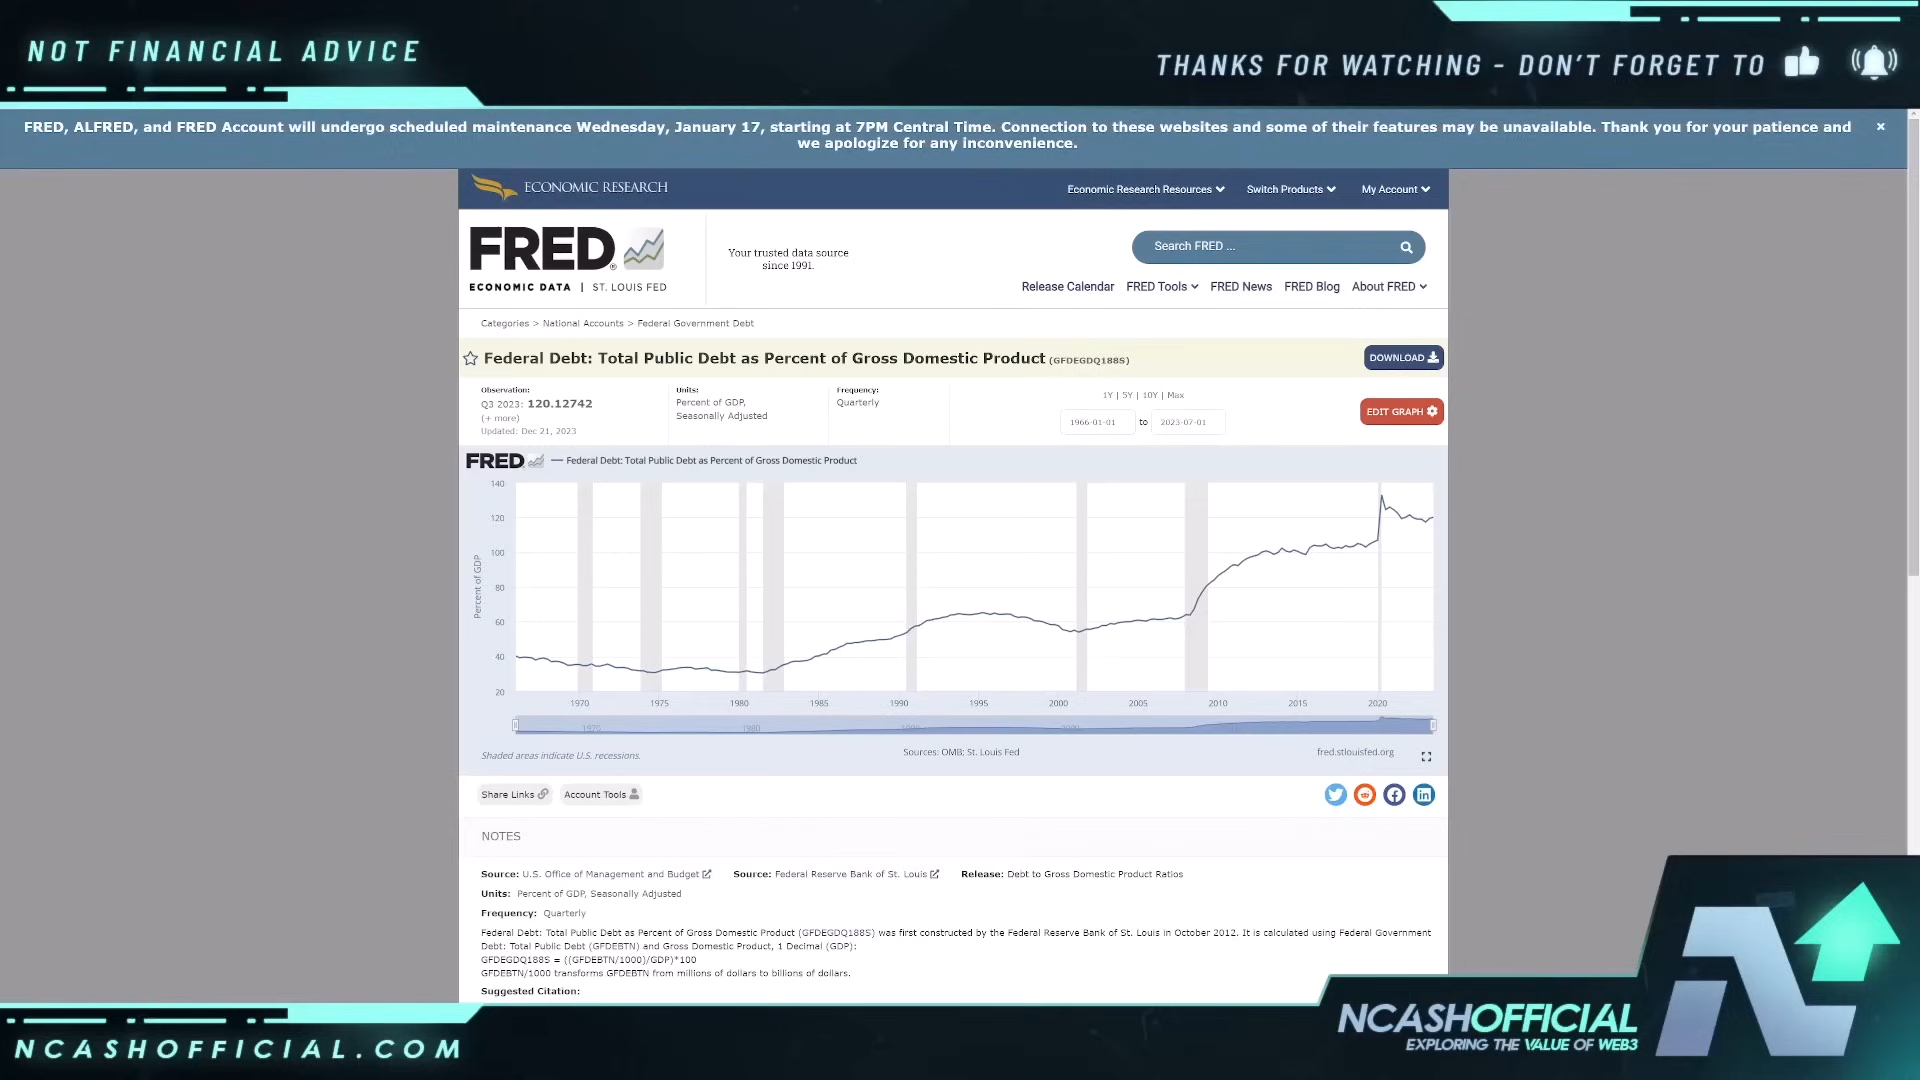 NOT FINANCIAL ADVICE
THANKS FOR WATCHING - DON'T FORGET TO
FRED, ALFRED, and FRED Account will undergo scheduled maintenance Wednesday, January 17, starting at 7PM Central Time. Connection to these websites and some of their features may be unavailable. Thank you for your patience and
we apologize for any inconvenience.
×
ECONOMIC RESEARCH
Economic Research Resources
Switch Products
My Account
FRED®
ECONOMIC DATA | ST. LOUIS FED
Your trusted data source
since 1991.
Search FRED ...
Release Calendar FRED Tools FRED News FRED Blog About FRED
Categories > National Accounts > Federal Government Debt
Federal Debt: Total Public Debt as Percent of Gross Domestic Product (GFDEGDQ188S)
DOWNLOAD
Observation:
Q3 2023: 120.12742
(+ more)
Updated: Dec 21, 2023
Units:
Percent of GDP,
Seasonally Adjusted
Frequency:
Quarterly
1Y | 5Y | 10Y | Max
1966-01-01 to 2023-07-01
EDIT GRAPH
FRED — Federal Debt: Total Public Debt as Percent of Gross Domestic Product
Percent of GDP
140
120
100
80
60
40
20
1970 1975 1980 1985 1990 1995 2000 2005 2010 2015 2020
1970 1980 1990 2000
Shaded areas indicate U.S. recessions.
Sources: OMB; St. Louis Fed
fred.stlouisfed.org
Share Links
Account Tools
NOTES
Source: U.S. Office of Management and Budget Source: Federal Reserve Bank of St. Louis Release: Debt to Gross Domestic Product Ratios
Units: Percent of GDP, Seasonally Adjusted
Frequency: Quarterly
Federal Debt: Total Public Debt as Percent of Gross Domestic Product (GFDEGDQ188S) was first constructed by the Federal Reserve Bank of St. Louis in October 2012. It is calculated using Federal Government
Debt: Total Public Debt (GFDEBTN) and Gross Domestic Product, 1 Decimal (GDP):
GFDEGDQ188S = ((GFDEBTN/1000)/GDP)*100
GFDEBTN/1000 transforms GFDEBTN from millions of dollars to billions of dollars.
Suggested Citation:
NCASHOFFICIAL.COM
NCASHOFFICIAL
EXPLORING THE VALUE OF WEB3